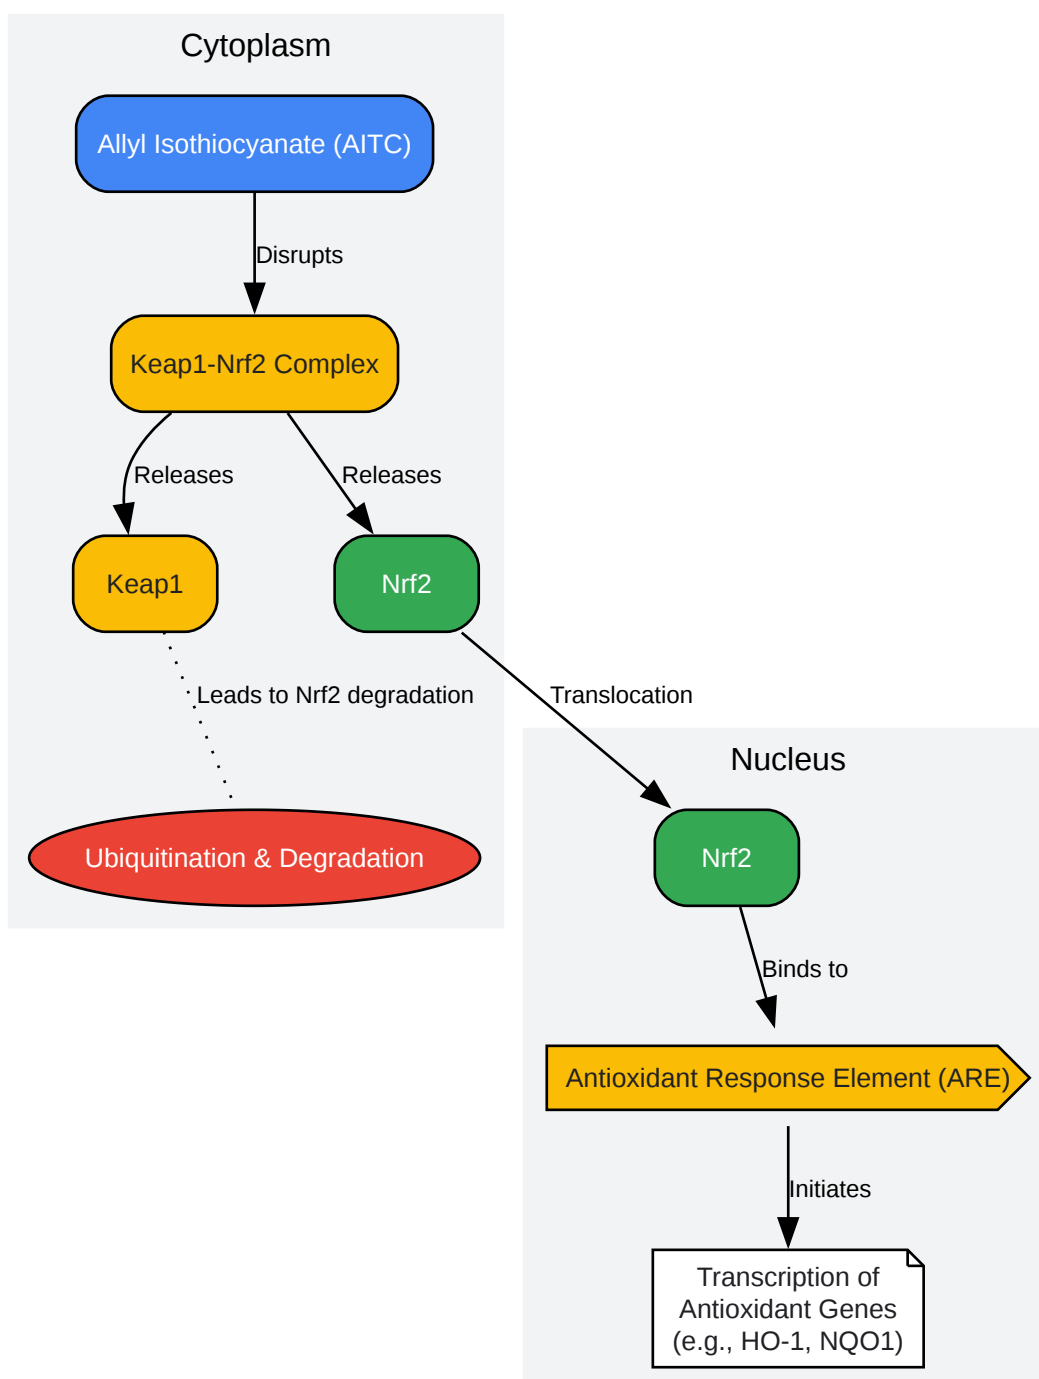 Cytoplasm
Allyl Isothiocyanate (AITC)
Disrupts
Keap1-Nrf2 Complex
Releases
Releases
Keap1
Nrf2
Leads to Nrf2 degradation
Translocation
Ubiquitination & Degradation
Nucleus
Nrf2
Binds to
Antioxidant Response Element (ARE)
Initiates
Transcription of
Antioxidant Genes
(e.g., HO-1, NQO1)